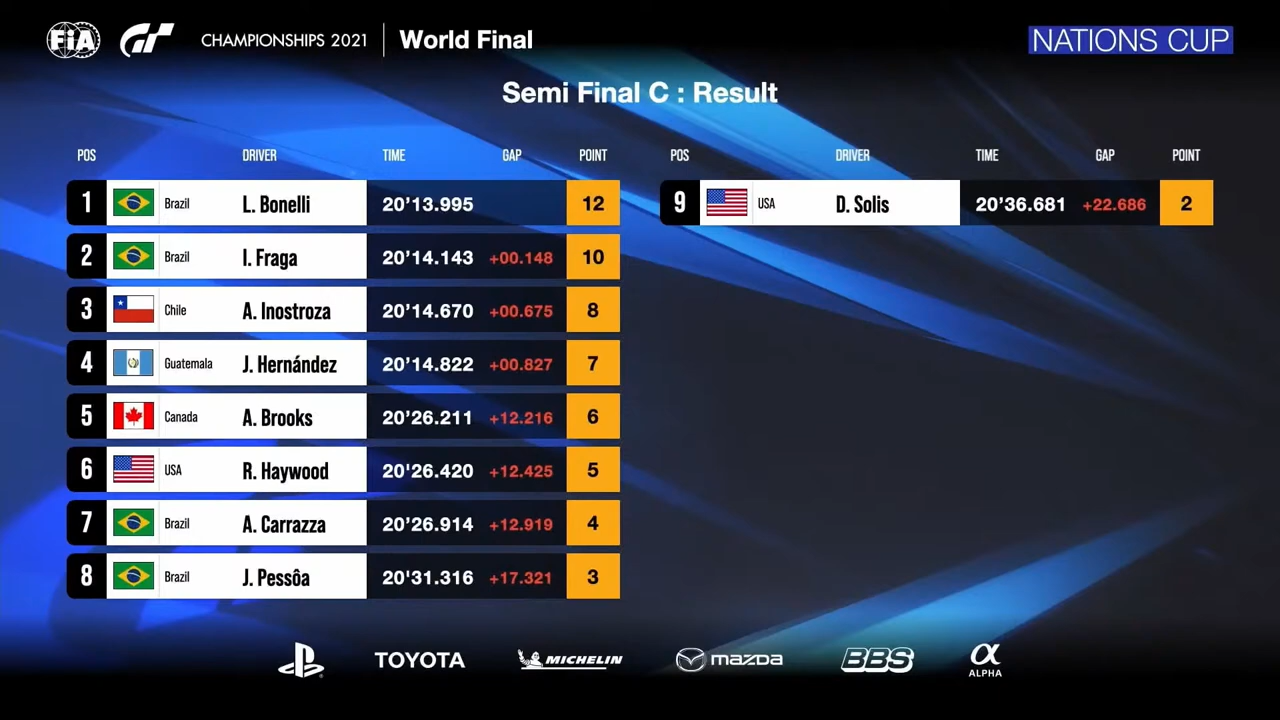 FiA GT CHAMPIONSHIPS 2021 World Final NATIONS CUP
Semi Final C : Result
POS DRIVER TIME GAP POINT
1 Brazil L. Bonelli 20’13.995 12
2 Brazil I. Fraga 20’14.143 +00.148 10
3 Chile A. Inostroza 20’14.670 +00.675 8
4 Guatemala J. Hernández 20’14.822 +00.827 7
5 Canada A. Brooks 20’26.211 +12.216 6
6 USA R. Haywood 20'26.420 +12.425 5
7 Brazil A. Carrazza 20’26.914 +12.919 4
8 Brazil J. Pessôa 20'31.316 +17.321 3
POS DRIVER TIME GAP POINT
9 USA D. Solis 20’36.681 +22.686 2
TOYOTA MICHELIN mazda BBS α ALPHA